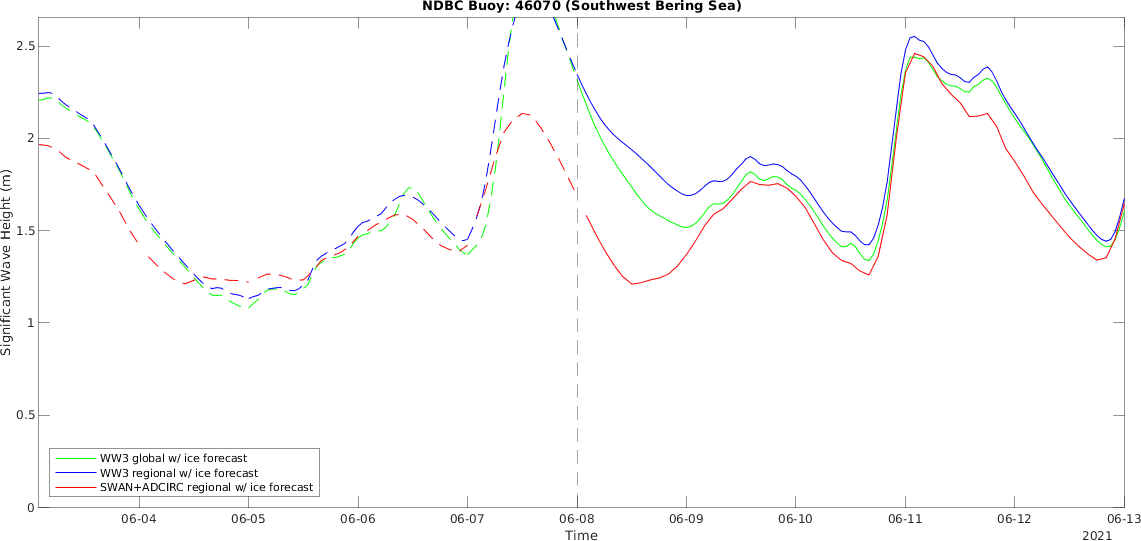 NDBC Buoy: 46070 (Southwest Bering Sea)
Significant Wave Height (m)
2.5
2
1.5
1
0.5
0
WW3 global w/ ice forecast
WW3 regional w/ ice forecast
SWAN+ADCIRC regional w/ ice forecast
06-04 06-05 06-06 06-07 06-08 06-09 06-10 06-11 06-12 06-13
Time
2021